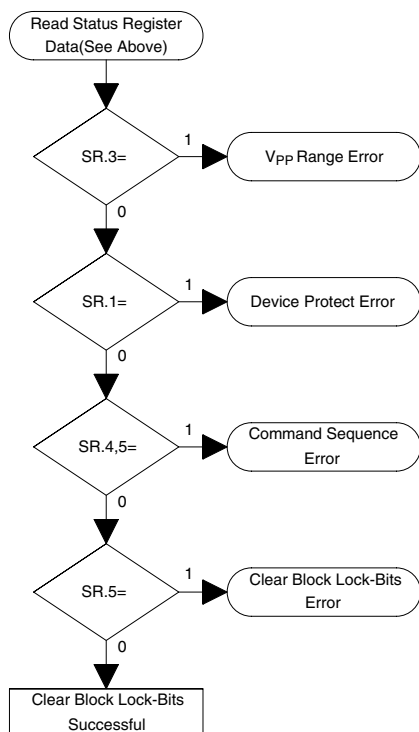 Read Status Register
Data(See Above)
SR.3=
1
VPP Range Error
0
SR.1=
1
Device Protect Error
0
SR.4,5=
1
Command Sequence
Error
0
SR.5=
1
Clear Block Lock-Bits
Error
0
Clear Block Lock-Bits
Successful